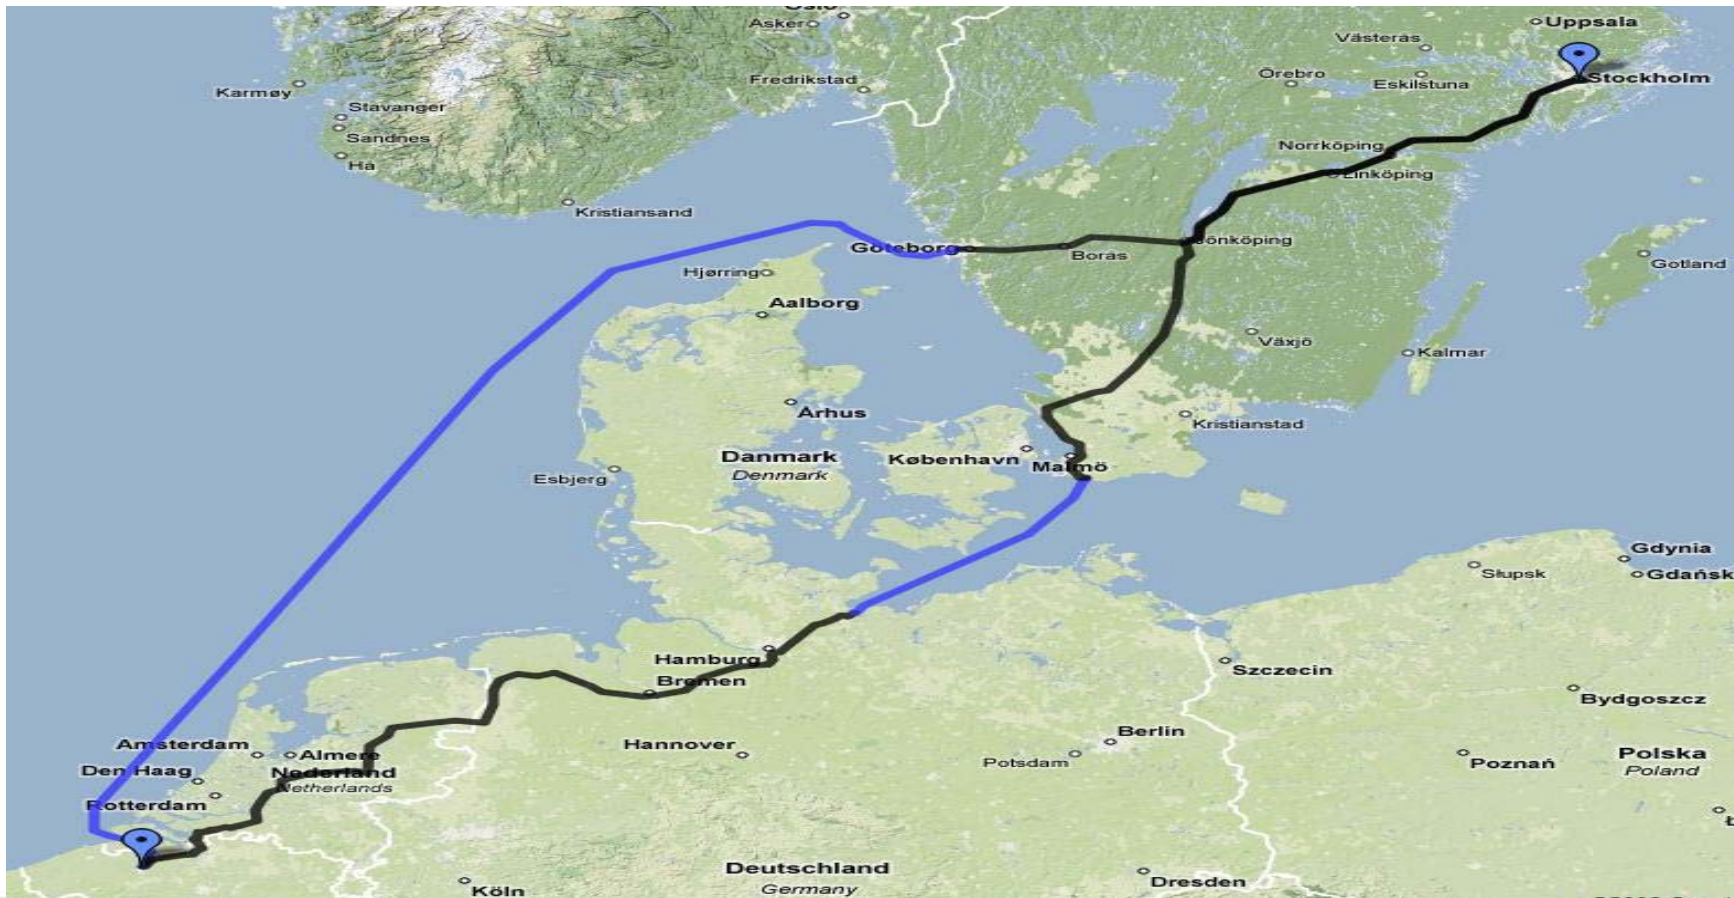 Oslo
Asker
Uppsala
Västerås
Örebro
Eskilstuna
Stockholm
Fredrikstad
Karmøy
Stavanger
Sandnes
Ha
Norrköping
Linköping
Kristiansand
Göteborg
Borås
Jönköping
Gotland
Hjørring
Aalborg
Växjö
Kalmar
Århus
Kristianstad
Danmark
Denmark
København
Malmö
Esbjerg
Gdynia
Gdańsk
Słupsk
Hamburg
Bremen
Szczecin
Bydgoszcz
Amsterdam
Almere
Hannover
Berlin
Potsdam
Poznań
Polska
Poland
Den Haag
Nederland
Netherlands
Rotterdam
Deutschland
Germany
Köln
Dresden